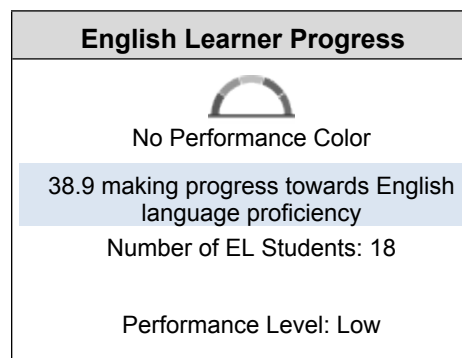 English Learner Progress
No Performance Color
38.9 making progress towards English
language proficiency
Number of EL Students: 18
Performance Level: Low